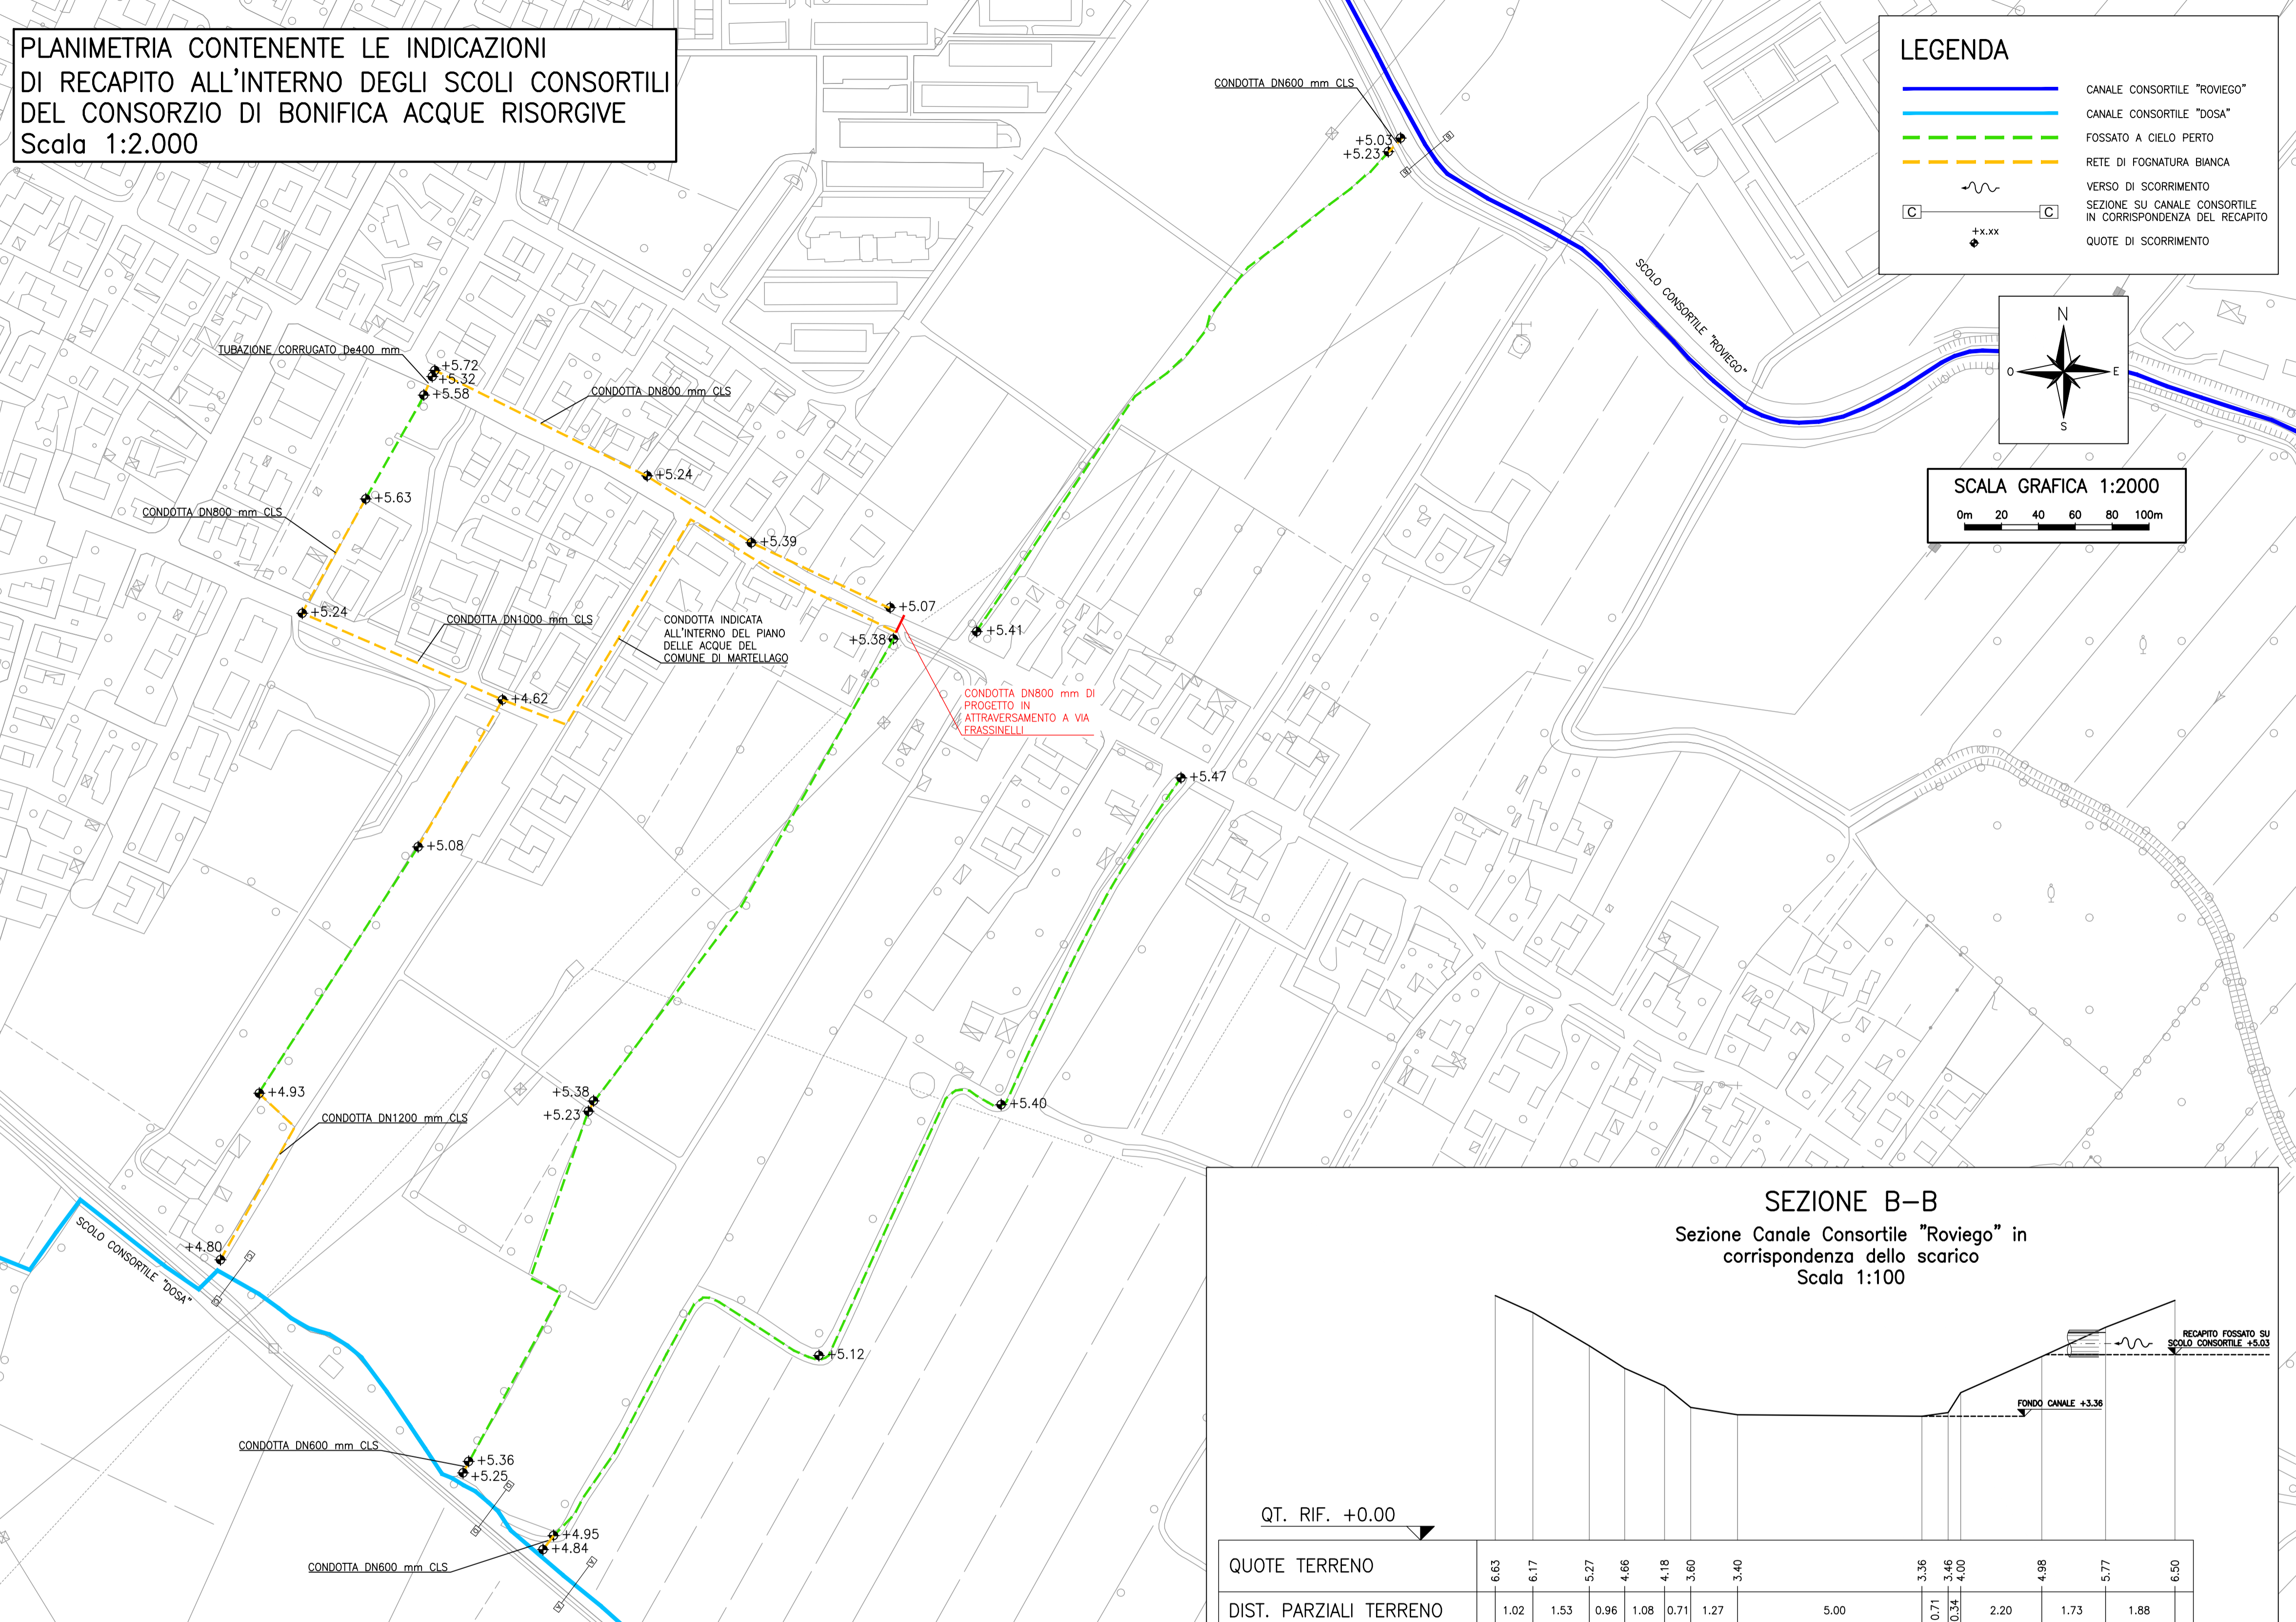 PLANIMETRIA CONTENENTE LE INDICAZIONI
DI RECAPITO ALL'INTERNO DEGLI SCOLI CONSORTILI
DEL CONSORZIO DI BONIFICA ACQUE RISORGIVE
Scala 1:2.000
LEGENDA
CANALE CONSORTILE "ROVIEGO"
CANALE CONSORTILE "DOSA"
FOSSATO A CIELO PERTO
RETE DI FOGNATURA BIANCA
VERSO DI SCORRIMENTO
C C
SEZIONE SU CANALE CONSORTILE
IN CORRISPONDENZA DEL RECAPITO
+x.xx
QUOTE DI SCORRIMENTO
N
O
E
S
SCALA GRAFICA 1:2000
0m 20 40 60 80 100m
CONDOTTA DN600 mm CLS
+5.03
+5.23
B
B
SCOLO CONSORTILE "ROVIEGO"
TUBAZIONE CORRUGATO De400 mm
+5.72
+5.32
+5.58
CONDOTTA DN800 mm CLS
+5.24
+5.63
CONDOTTA DN800 mm CLS
+5.39
+5.24
CONDOTTA DN1000 mm CLS
CONDOTTA INDICATA
ALL'INTERNO DEL PIANO
DELLE ACQUE DEL
COMUNE DI MARTELLAGO
+5.07
+5.38
+5.41
+4.62
CONDOTTA DN800 mm DI
PROGETTO IN
ATTRAVERSAMENTO A VIA
FRASSINELLI
+5.47
+5.08
+4.93
+5.38
+5.23
+5.40
CONDOTTA DN1200 mm CLS
+4.80
C
C
SCOLO CONSORTILE "DOSA"
+5.12
CONDOTTA DN600 mm CLS
+5.36
+5.25
D
D
+4.95
+4.84
CONDOTTA DN600 mm CLS
A
A
SEZIONE B-B
Sezione Canale Consortile "Roviego" in
corrispondenza dello scarico
Scala 1:100
RECAPITO FOSSATO SU
SCOLO CONSORTILE +5.03
FONDO CANALE +3.36
QT. RIF. +0.00
QUOTE TERRENO 6.63 6.17 5.27 4.66 4.18 3.60 3.40 3.36 3.46 4.00 4.98 5.77 6.50
DIST. PARZIALI TERRENO 1.02 1.53 0.96 1.08 0.71 1.27 5.00 0.71 0.34 2.20 1.73 1.88